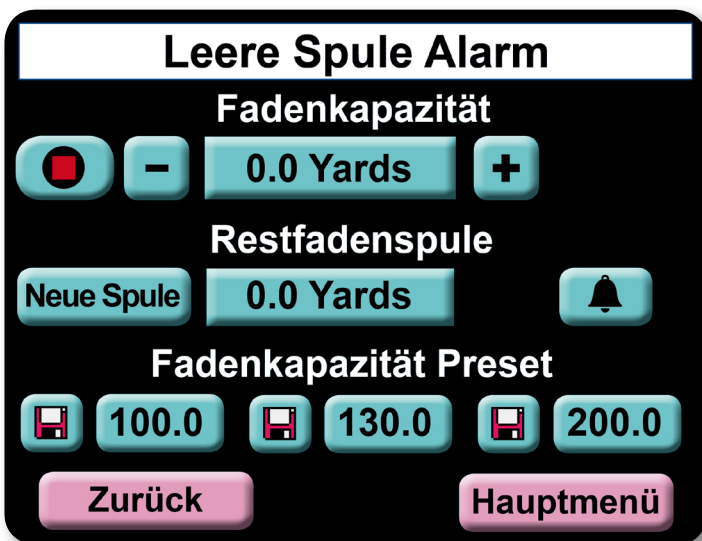 Leere Spule Alarm
Fadenkapazität
- 0.0 Yards +
Restfadenspule
Neue Spule 0.0 Yards
Fadenkapazität Preset
100.0 130.0 200.0
Zurück Hauptmenü